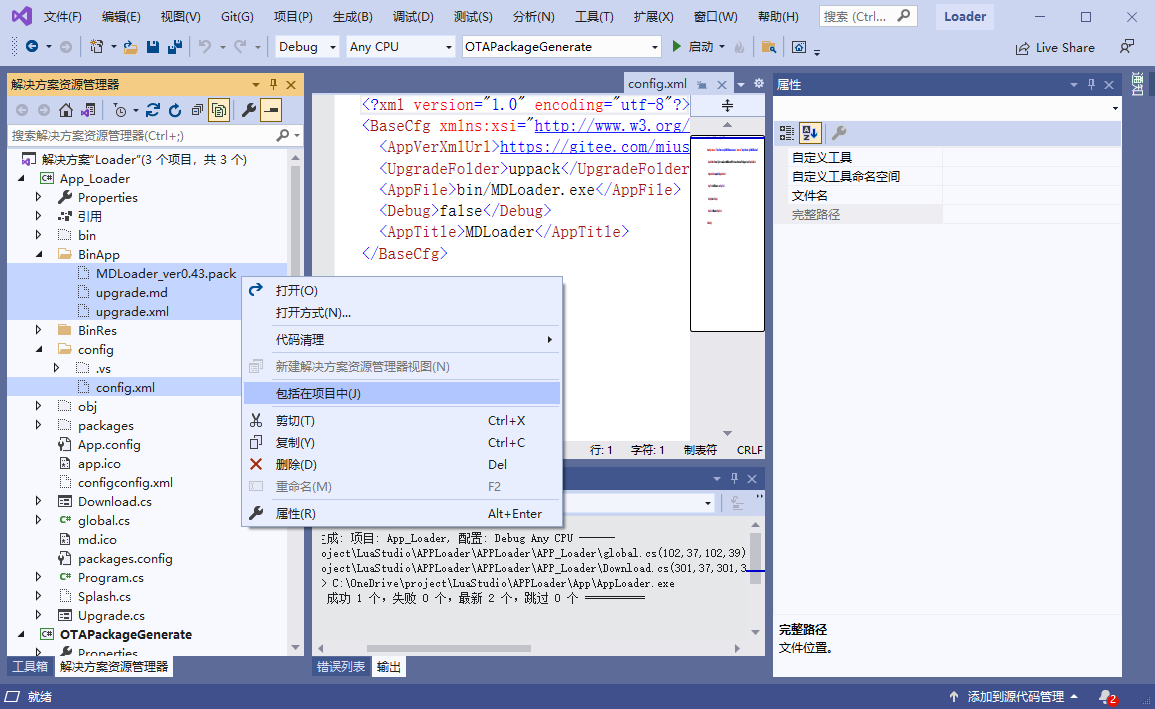 文件(F) 编辑(E) 视图(V) Git(G) 项目(P) 生成(B) 调试(D) 测试(S) 分析(N) 工具(T) 扩展(X) 窗口(W) 帮助(H) 搜索 (Ctrl... Loader
Debug Any CPU OTAPackageGenerate 启动 Live Share
解决方案资源管理器
搜索解决方案资源管理器(Ctrl+;)
解决方案"Loader"(3 个项目，共 3 个)
App_Loader
Properties
引用
bin
BinApp
MDLoader_ver0.43.pack
upgrade.md
upgrade.xml
BinRes
config
.vs
config.xml
obj
packages
App.config
app.ico
configconfig.xml
Download.cs
global.cs
md.ico
packages.config
Program.cs
Splash.cs
Upgrade.cs
OTAPackageGenerate
Properties
工具箱 解决方案资源管理器
config.xml
<?xml version="1.0" encoding="utf-8"?>
<BaseCfg xmlns:xsi="http://www.w3.org/
<AppVerXmlUrl>https://gitee.com/mius
<UpgradeFolder>uppack</UpgradeFolder
<AppFile>bin/MDLoader.exe</AppFile>
<Debug>false</Debug>
<AppTitle>MDLoader</AppTitle>
</BaseCfg>
打开(O)
打开方式(N)...
代码清理
新建解决方案资源管理器视图(N)
包括在项目中(J)
剪切(T) Ctrl+X
复制(Y) Ctrl+C
删除(D) Del
重命名(M) F2
属性(R) Alt+Enter
行: 1 字符: 1 制表符 CRLF
成: 项目: App_Loader, 配置: Debug Any CPU ------
oject\LuaStudio\APPLoader\APPLoader\APP_Loader\global.cs(102,37,102,39)
oject\LuaStudio\APPLoader\APPLoader\APP_Loader\Download.cs(301,37,301,3
> C:\OneDrive\project\LuaStudio\APPLoader\App\AppLoader.exe
成功 1 个，失败 0 个，最新 2 个，跳过 0 个 ==========
错误列表 输出
属性
自定义工具
自定义工具命名空间
文件名
完整路径
完整路径
文件位置。
通知
就绪 添加到源代码管理 2